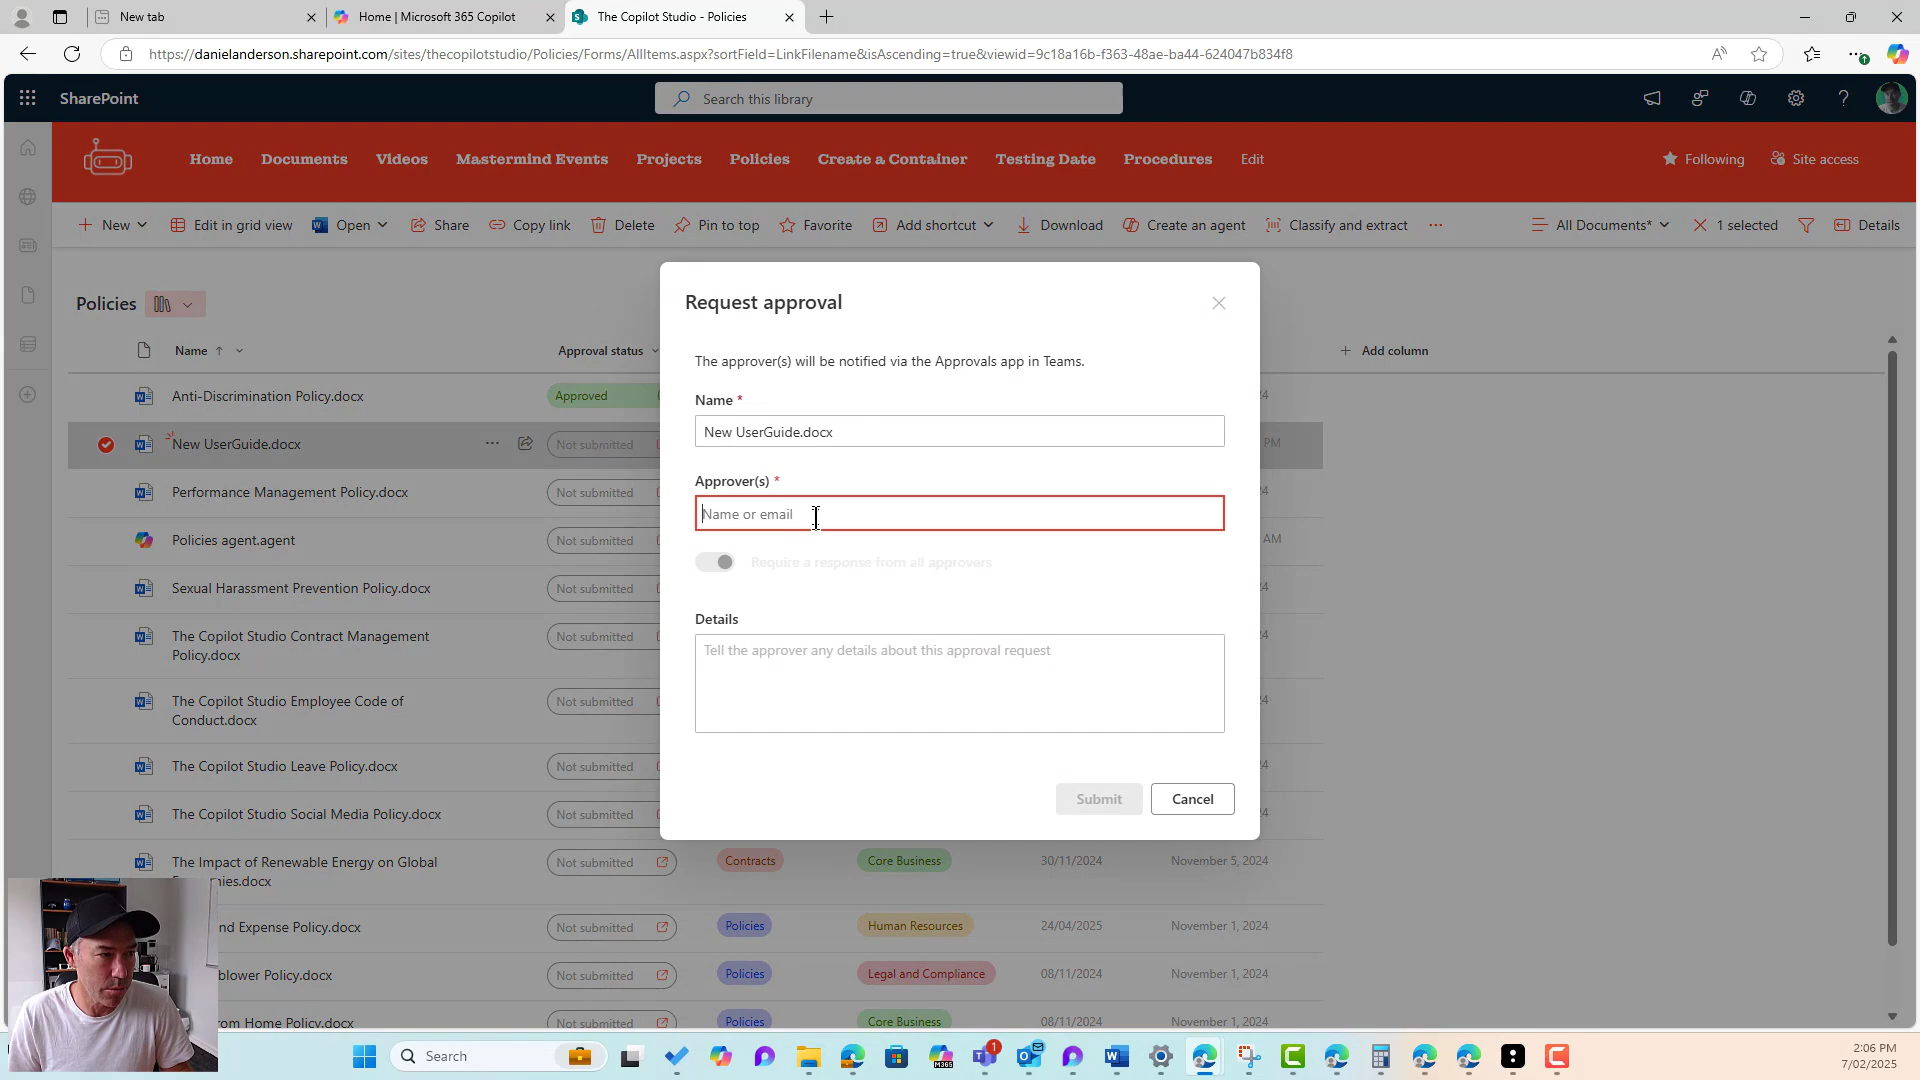 New tab
Home | Microsoft 365 Copilot
The Copilot Studio - Policies
https://danielanderson.sharepoint.com/sites/thecopilotstudio/Policies/Forms/AllItems.aspx?sortField=LinkFilename&isAscending=true&viewid=9c18a16b-f363-48ae-ba44-624047b834f8
SharePoint
Search this library
Home
Documents
Videos
Mastermind Events
Projects
Policies
Create a Container
Testing Date
Procedures
Edit
Following
Site access
New
Edit in grid view
Open
Share
Copy link
Delete
Pin to top
Favorite
Add shortcut
Download
Create an agent
Classify and extract
All Documents*
1 selected
Details
Policies
Name
Approval status
Add column
Anti-Discrimination Policy.docx
Approved
New UserGuide.docx
Not submitted
PM
Performance Management Policy.docx
Not submitted
Policies agent.agent
Not submitted
AM
Sexual Harassment Prevention Policy.docx
Not submitted
The Copilot Studio Contract Management
Policy.docx
Not submitted
The Copilot Studio Employee Code of
Conduct.docx
Not submitted
The Copilot Studio Leave Policy.docx
Not submitted
The Copilot Studio Social Media Policy.docx
Not submitted
The Impact of Renewable Energy on Global
mies.docx
Not submitted
Contracts
Core Business
30/11/2024
November 5, 2024
nd Expense Policy.docx
Not submitted
Policies
Human Resources
24/04/2025
November 1, 2024
blower Policy.docx
Not submitted
Policies
Legal and Compliance
08/11/2024
November 1, 2024
rom Home Policy.docx
Not submitted
Policies
Core Business
08/11/2024
November 1, 2024
Request approval
The approver(s) will be notified via the Approvals app in Teams.
Name *
New UserGuide.docx
Approver(s) *
Name or email
Require a response from all approvers
Details
Tell the approver any details about this approval request
Submit
Cancel
Search
M365
1
2:06 PM
7/02/2025